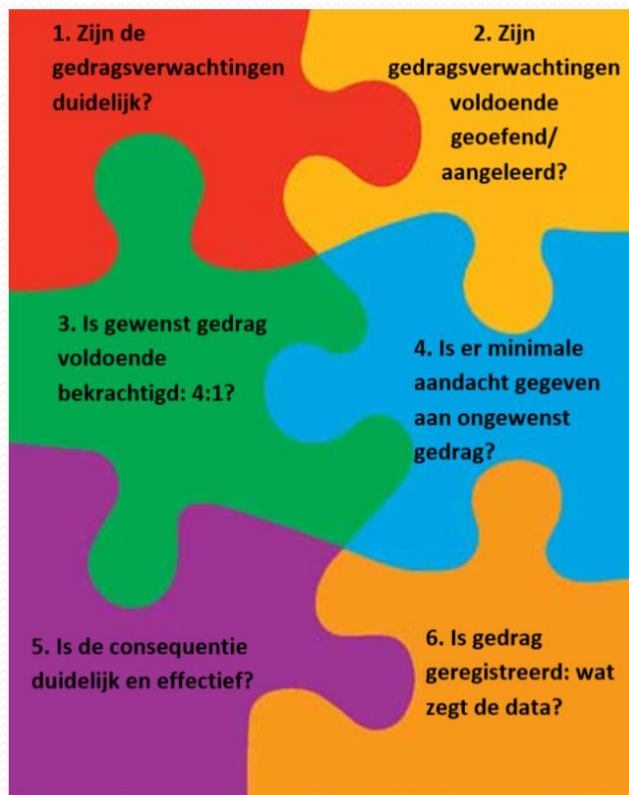 1. Zijn de
gedragsverwachtingen
duidelijk?
2. Zijn
gedragsverwachtingen
voldoende
geoefend/
aangeleerd?
3. Is gewenst gedrag
voldoende
bekrachtigd: 4:1?
4. Is er minimale
aandacht gegeven
aan ongewenst
gedrag?
5. Is de consequentie
duidelijk en effectief?
6. Is gedrag
geregistreerd: wat
zegt de data?